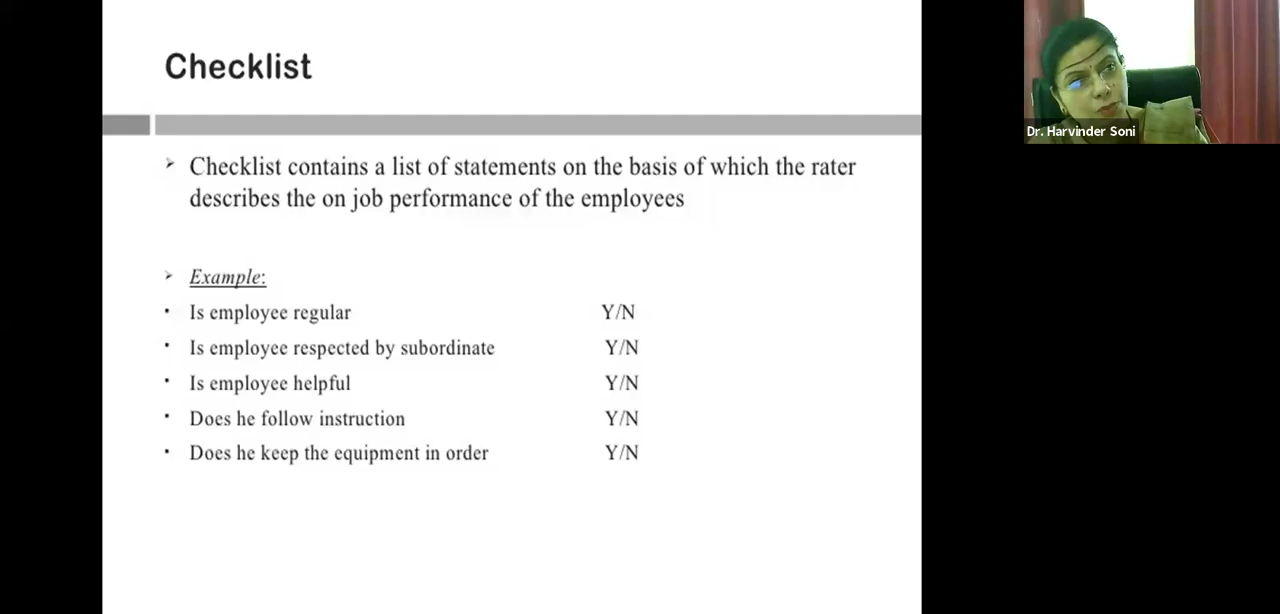 Checklist
Checklist contains a list of statements on the basis of which the rater
describes the on job performance of the employees
Example:
Is employee regular Y/N
Is employee respected by subordinate Y/N
Is employee helpful Y/N
Does he follow instruction Y/N
Does he keep the equipment in order Y/N
Dr. Harvinder Soni